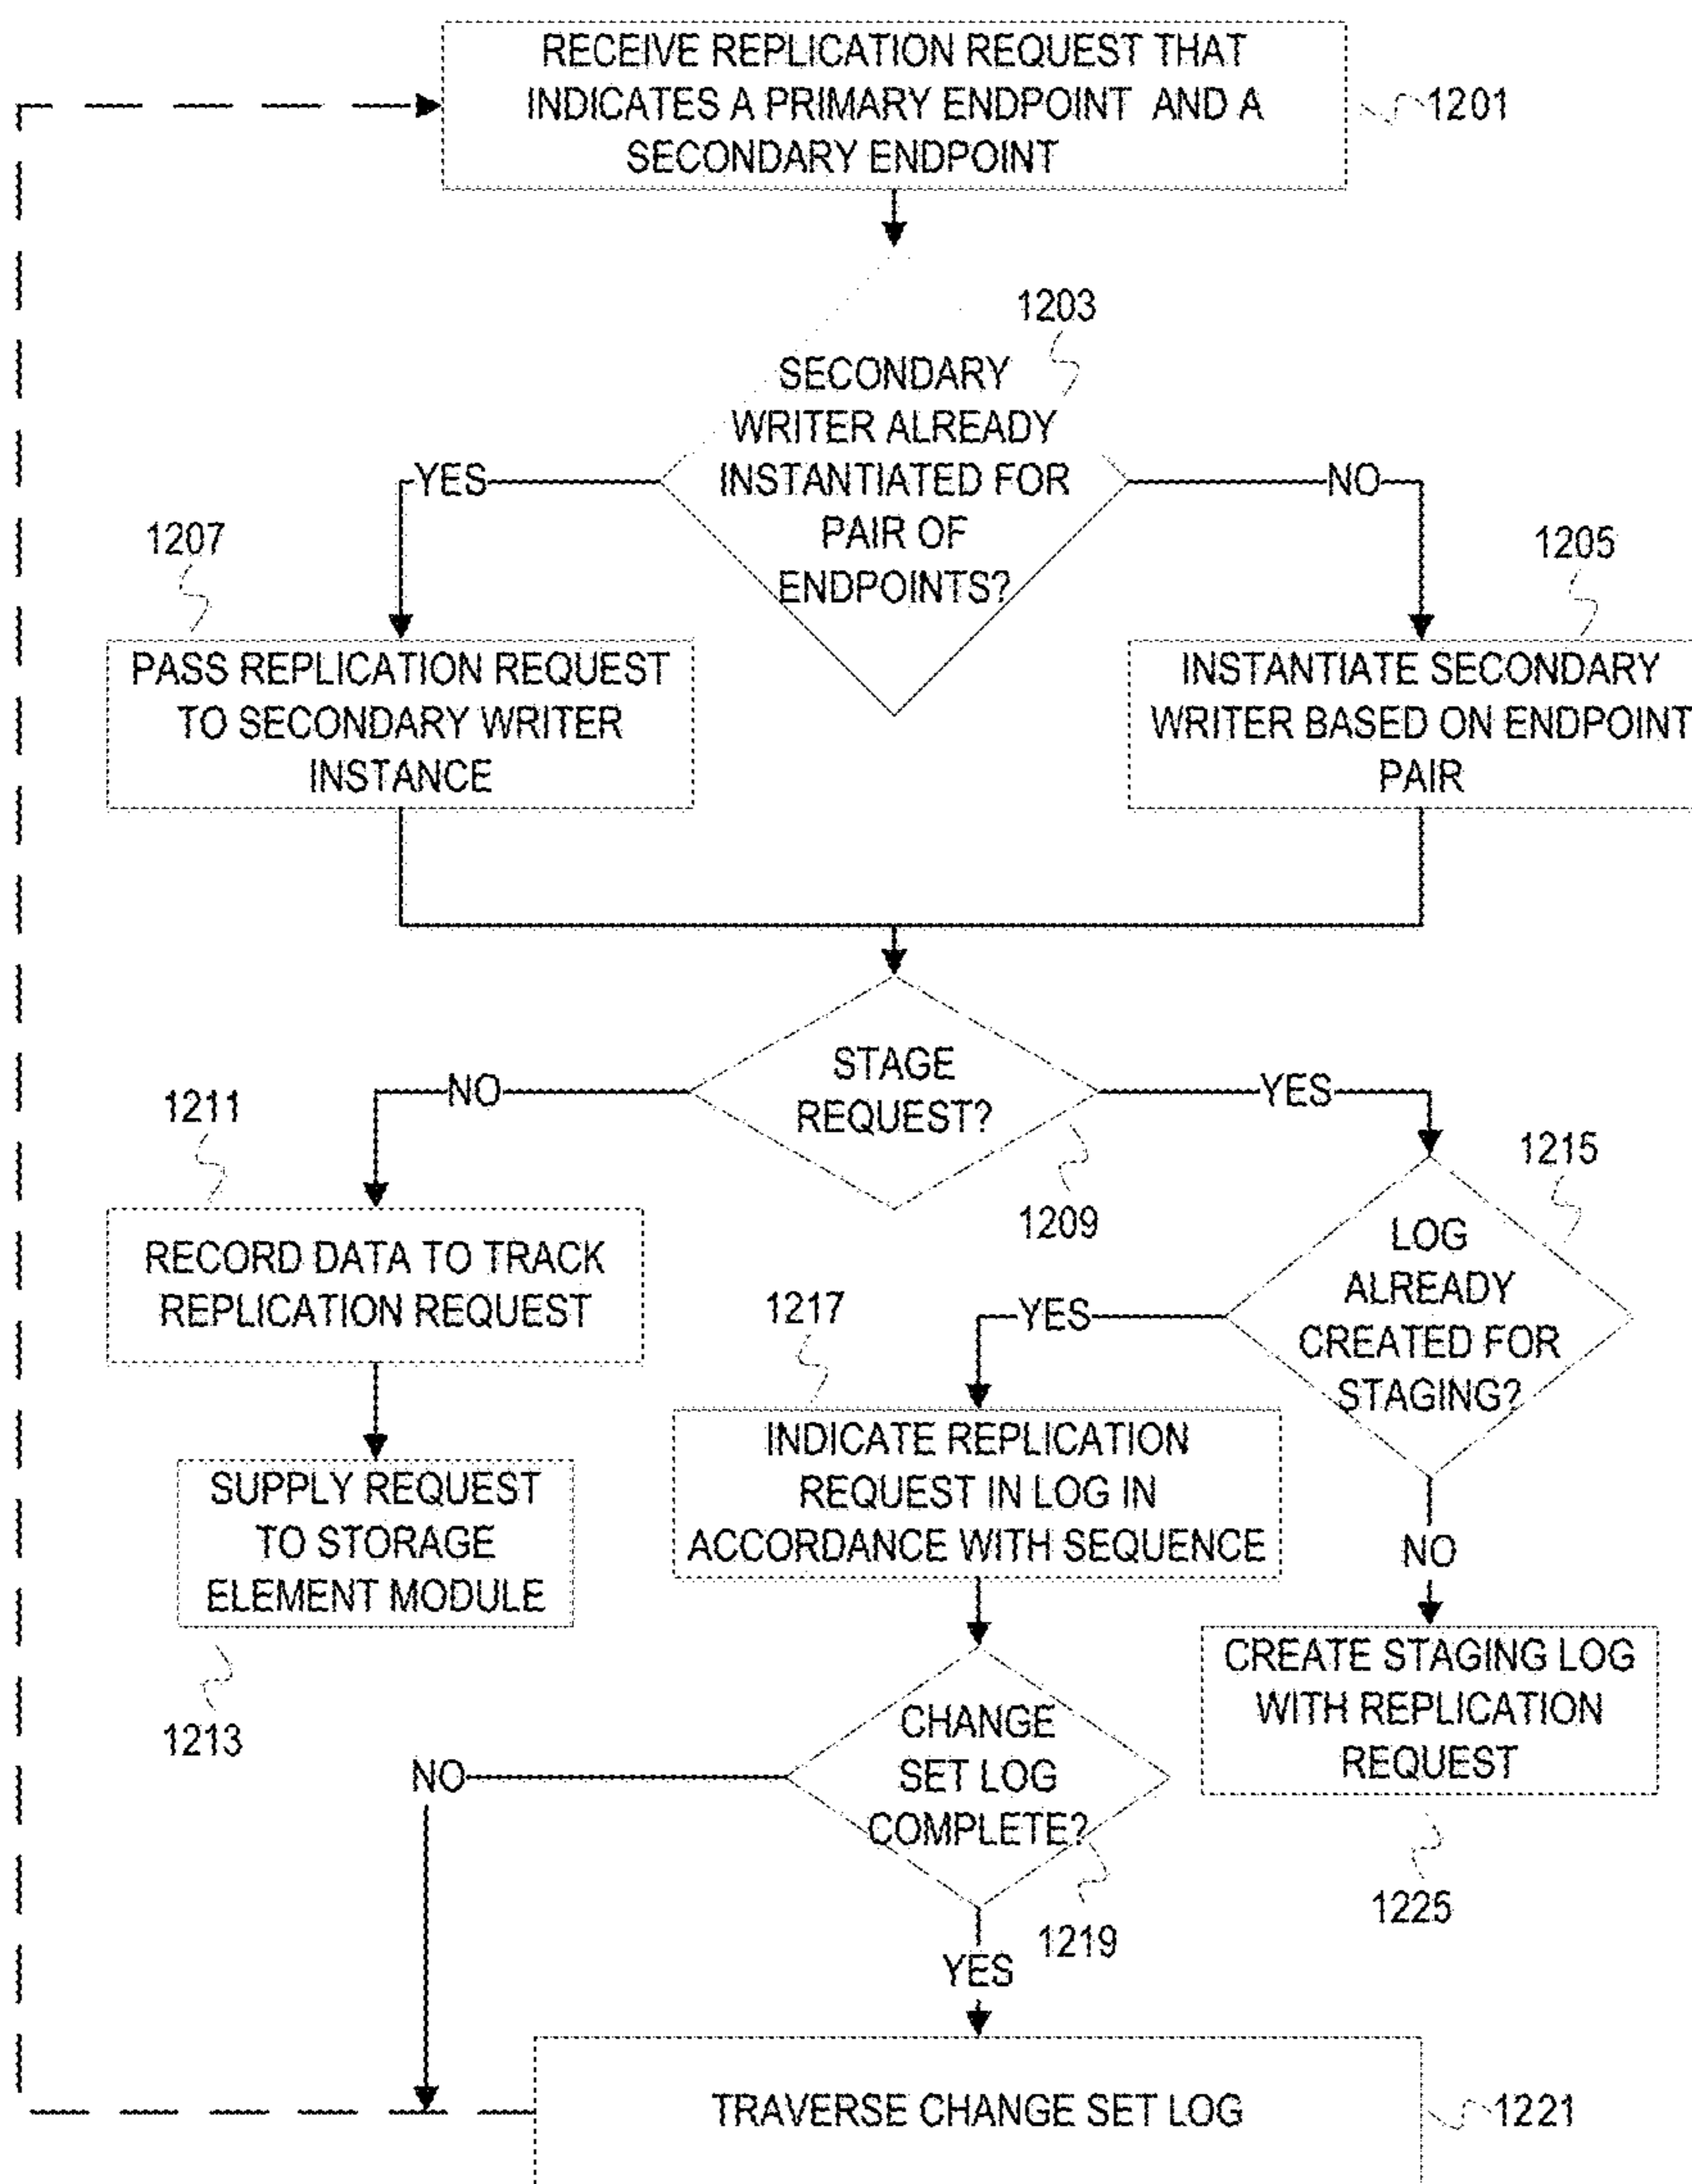 RECEIVE REPLICATION REQUEST THAT
INDICATES A PRIMARY ENDPOINT AND A
SECONDARY ENDPOINT
1201
1203
SECONDARY
WRITER ALREADY
INSTANTIATED FOR
PAIR OF
ENDPOINTS?
YES
NO
1207
1205
PASS REPLICATION REQUEST
TO SECONDARY WRITER
INSTANCE
INSTANTIATE SECONDARY
WRITER BASED ON ENDPOINT
PAIR
STAGE
REQUEST?
NO
YES
1211
1209
1215
RECORD DATA TO TRACK
REPLICATION REQUEST
LOG
ALREADY
CREATED FOR
STAGING?
1217
YES
NO
SUPPLY REQUEST
TO STORAGE
ELEMENT MODULE
1213
INDICATE REPLICATION
REQUEST IN LOG IN
ACCORDANCE WITH SEQUENCE
CREATE STAGING LOG
WITH REPLICATION
REQUEST
1225
CHANGE
SET LOG
COMPLETE?
NO
1219
YES
TRAVERSE CHANGE SET LOG
1221